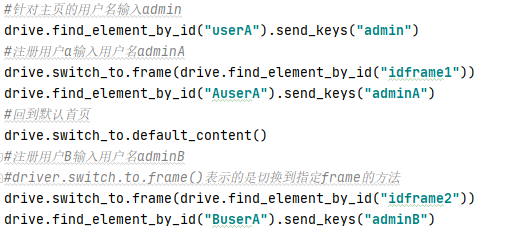 #针对主页的用户名输入admin
drive.find_element_by_id("userA").send_keys("admin")
#注册用户a输入用户名adminA
drive.switch_to.frame(drive.find_element_by_id("idframe1"))
drive.find_element_by_id("AuserA").send_keys("adminA")
#回到默认首页
drive.switch_to.default_content()
#注册用户B输入用户名adminB
#driver.switch.to.frame()表示的是切换到指定frame的方法
drive.switch_to.frame(drive.find_element_by_id("idframe2"))
drive.find_element_by_id("BuserA").send_keys("adminB")